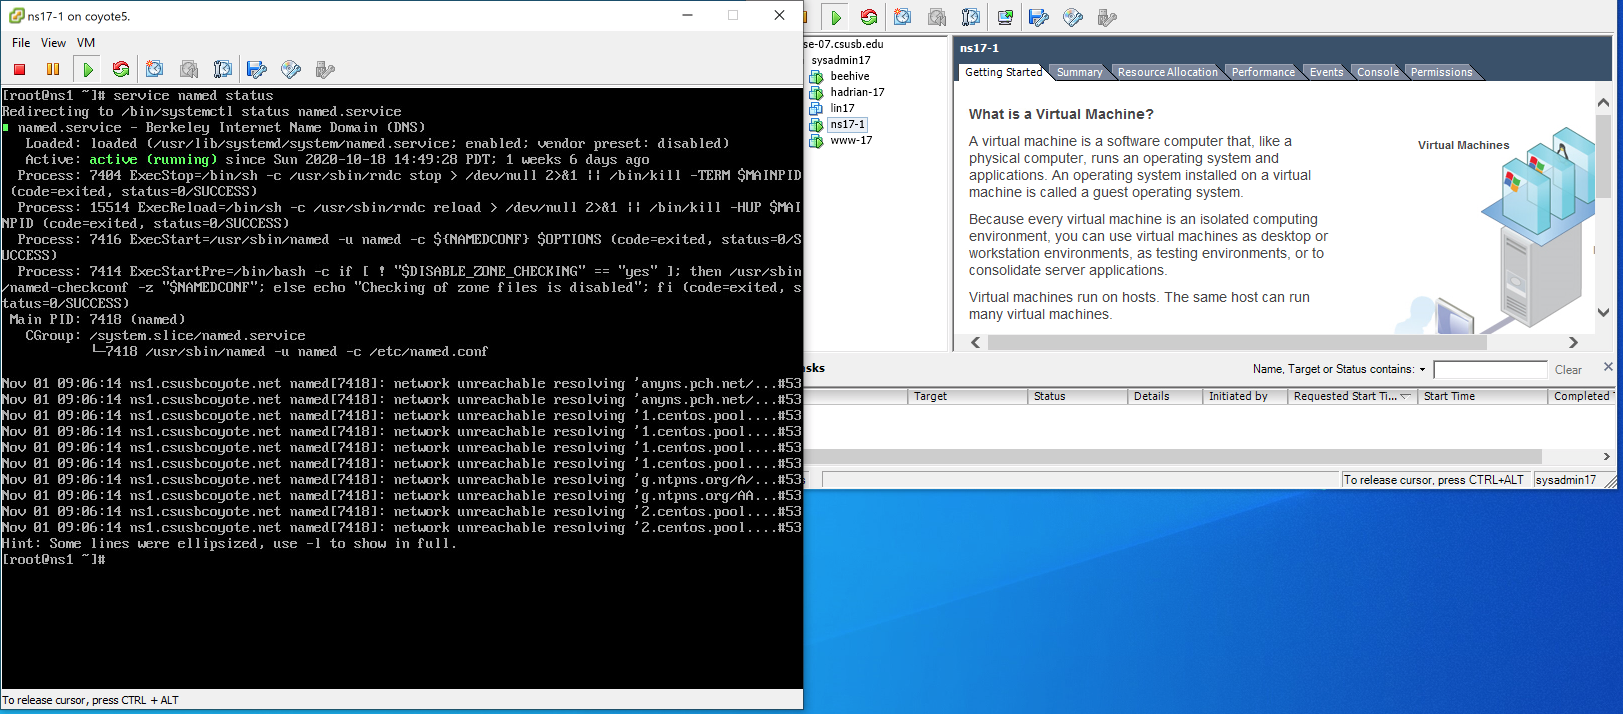 ns17-1 on coyote5.
File View VM
[root@ns1 ~]# service named status
Redirecting to /bin/systemctl status named.service
named.service - Berkeley Internet Name Domain (DNS)
Loaded: loaded (/usr/lib/systemd/system/named.service; enabled; vendor preset: disabled)
Active: active (running) since Sun 2020-10-18 14:49:28 PDT; 1 weeks 6 days ago
Process: 7404 ExecStop=/bin/sh -c /usr/sbin/rndc stop > /dev/null 2>&1 || /bin/kill -TERM $MAINPID
(code=exited, status=0/SUCCESS)
Process: 15514 ExecReload=/bin/sh -c /usr/sbin/rndc reload > /dev/null 2>&1 || /bin/kill -HUP $MAI
NPID (code=exited, status=0/SUCCESS)
Process: 7416 ExecStart=/usr/sbin/named -u named -c ${NAMEDCONF} $OPTIONS (code=exited, status=0/S
UCCESS)
Process: 7414 ExecStartPre=/bin/bash -c if [ ! "$DISABLE_ZONE_CHECKING" == "yes" ]; then /usr/sbin
/named-checkconf -z "$NAMEDCONF"; else echo "Checking of zone files is disabled"; fi (code=exited, s
tatus=0/SUCCESS)
Main PID: 7418 (named)
CGroup: /system.slice/named.service
└─7418 /usr/sbin/named -u named -c /etc/named.conf
Nov 01 09:06:14 ns1.csusbcoyote.net named[7418]: network unreachable resolving 'anyns.pch.net/...#53
Nov 01 09:06:14 ns1.csusbcoyote.net named[7418]: network unreachable resolving 'anyns.pch.net/...#53
Nov 01 09:06:14 ns1.csusbcoyote.net named[7418]: network unreachable resolving '1.centos.pool....#53
Nov 01 09:06:14 ns1.csusbcoyote.net named[7418]: network unreachable resolving '1.centos.pool....#53
Nov 01 09:06:14 ns1.csusbcoyote.net named[7418]: network unreachable resolving '1.centos.pool....#53
Nov 01 09:06:14 ns1.csusbcoyote.net named[7418]: network unreachable resolving '1.centos.pool....#53
Nov 01 09:06:14 ns1.csusbcoyote.net named[7418]: network unreachable resolving 'g.ntpns.org/A/...#53
Nov 01 09:06:14 ns1.csusbcoyote.net named[7418]: network unreachable resolving 'g.ntpns.org/AA...#53
Nov 01 09:06:14 ns1.csusbcoyote.net named[7418]: network unreachable resolving '2.centos.pool....#53
Nov 01 09:06:14 ns1.csusbcoyote.net named[7418]: network unreachable resolving '2.centos.pool....#53
Hint: Some lines were ellipsized, use -l to show in full.
[root@ns1 ~]#
To release cursor, press CTRL + ALT
se-07.csusb.edu
sysadmin17
beehive
hadrian-17
lin17
ns17-1
www-17
ns17-1
Getting Started Summary Resource Allocation Performance Events Console Permissions
What is a Virtual Machine?
A virtual machine is a software computer that, like a
physical computer, runs an operating system and
applications. An operating system installed on a virtual
machine is called a guest operating system.
Because every virtual machine is an isolated computing
environment, you can use virtual machines as desktop or
workstation environments, as testing environments, or to
consolidate server applications.
Virtual machines run on hosts. The same host can run
many virtual machines.
Virtual Machines
sks
Name, Target or Status contains: Clear
Target Status Details Initiated by Requested Start Ti... Start Time Completed
To release cursor, press CTRL+ALT sysadmin17